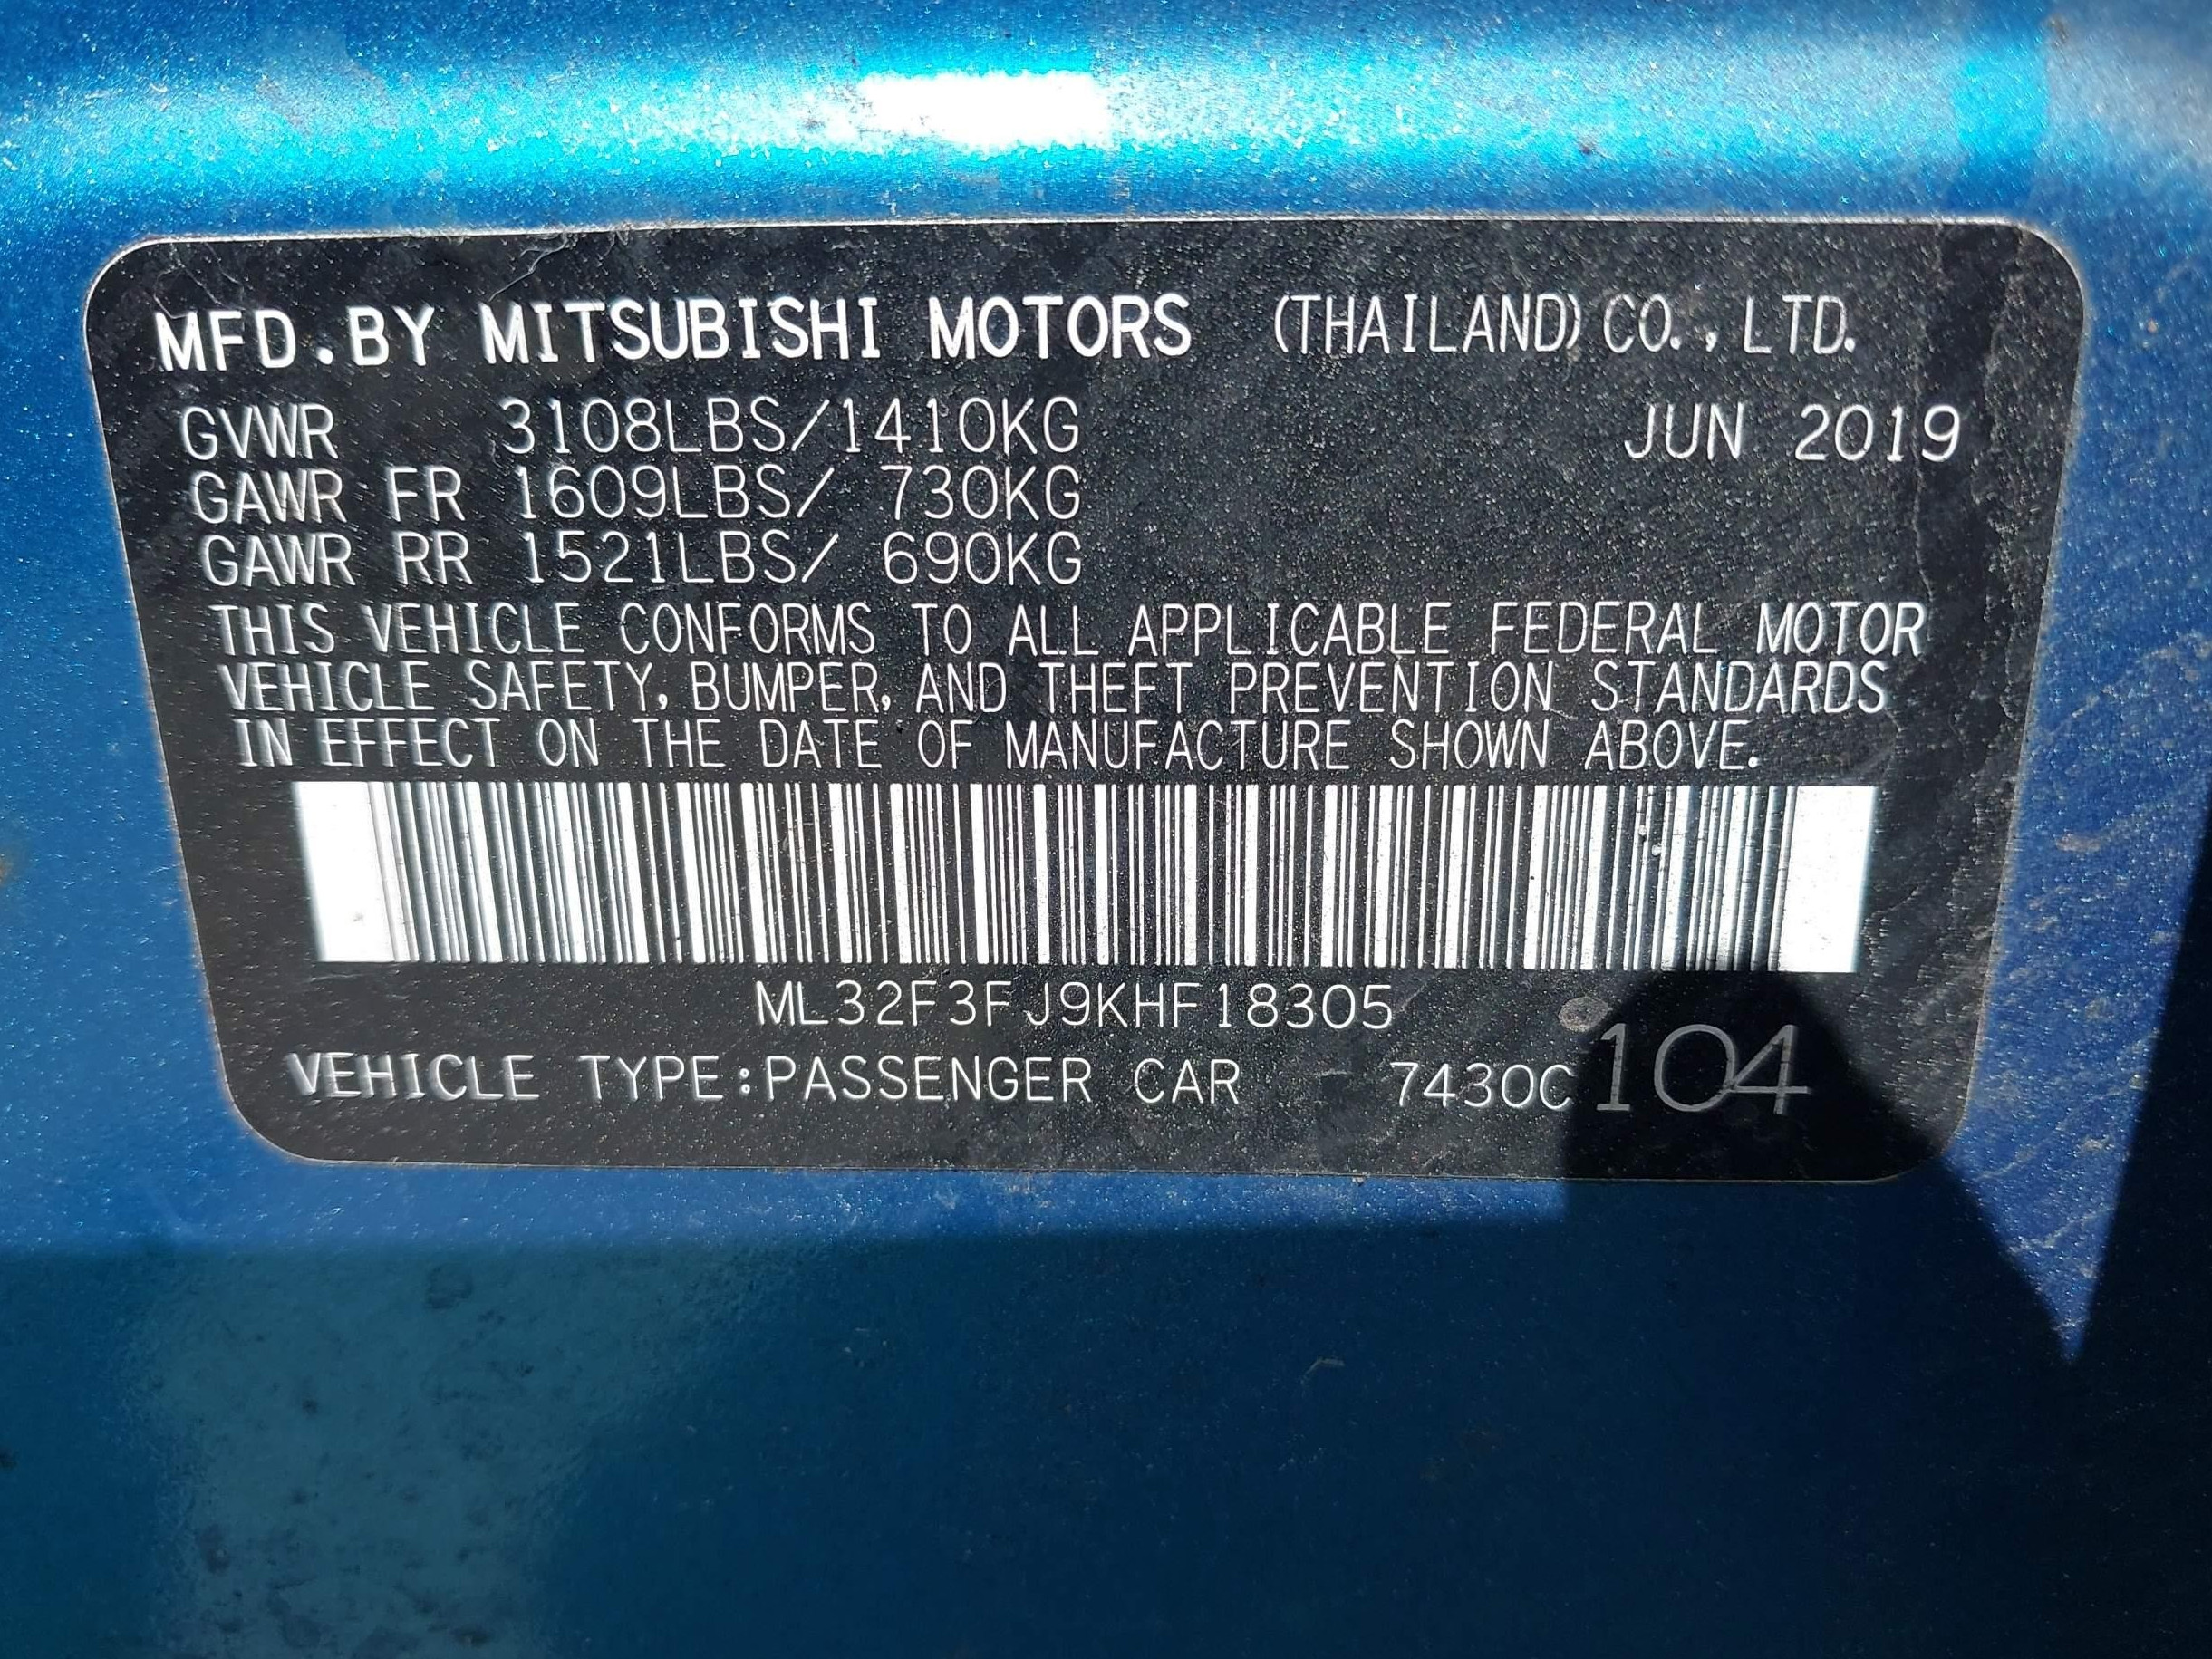 MFD.BY MITSUBISHI MOTORS (THAILAND) CO., LTD.
GVWR 3108LBS/1410KG JUN 2019
GAWR FR 1609LBS/ 730KG
GAWR RR 1521LBS/ 690KG
THIS VEHICLE CONFORMS TO ALL APPLICABLE FEDERAL MOTOR
VEHICLE SAFETY, BUMPER, AND THEFT PREVENTION STANDARDS
IN EFFECT ON THE DATE OF MANUFACTURE SHOWN ABOVE.
ML32F3FJ9KHF18305
VEHICLE TYPE:PASSENGER CAR 7430C104